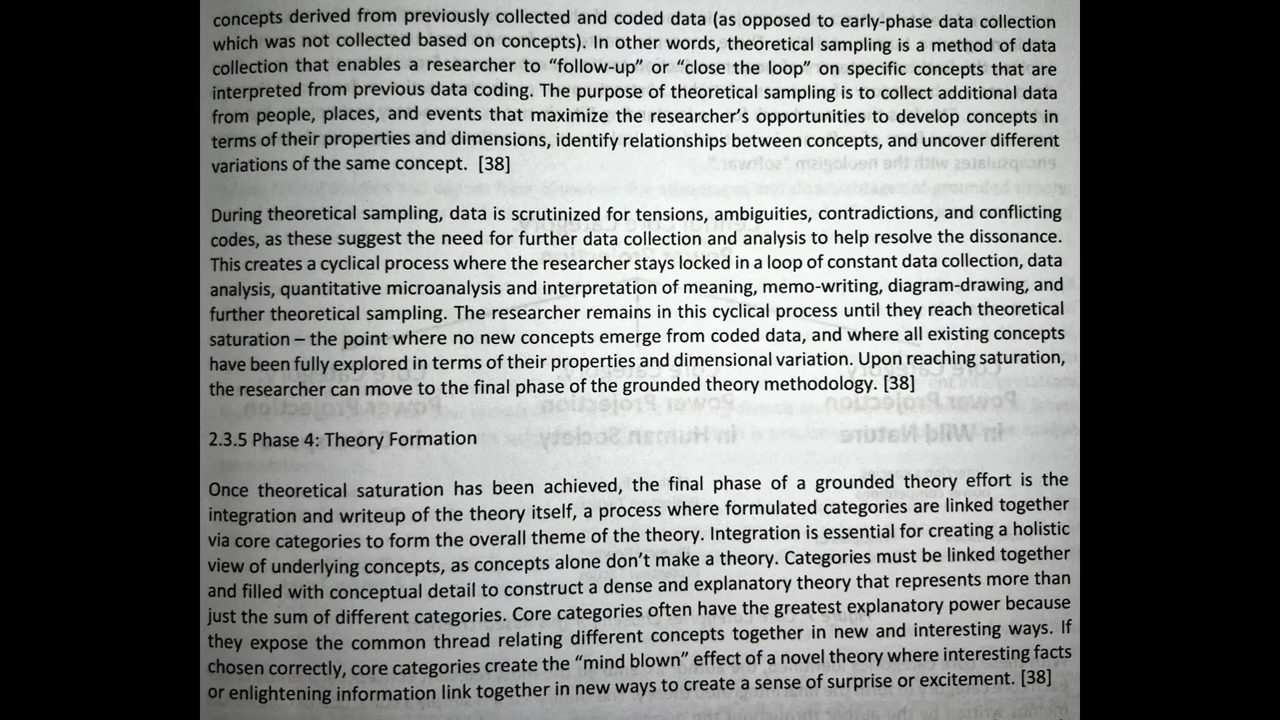 concepts derived from previously collected and coded data (as opposed to early-phase data collection
which was not collected based on concepts). In other words, theoretical sampling is a method of data
collection that enables a researcher to “follow-up” or “close the loop” on specific concepts that are
interpreted from previous data coding. The purpose of theoretical sampling is to collect additional data
from people, places, and events that maximize the researcher’s opportunities to develop concepts in
terms of their properties and dimensions, identify relationships between concepts, and uncover different
variations of the same concept. [38]
During theoretical sampling, data is scrutinized for tensions, ambiguities, contradictions, and conflicting
codes, as these suggest the need for further data collection and analysis to help resolve the dissonance.
This creates a cyclical process where the researcher stays locked in a loop of constant data collection, data
analysis, quantitative microanalysis and interpretation of meaning, memo-writing, diagram-drawing, and
further theoretical sampling. The researcher remains in this cyclical process until they reach theoretical
saturation – the point where no new concepts emerge from coded data, and where all existing concepts
have been fully explored in terms of their properties and dimensional variation. Upon reaching saturation,
the researcher can move to the final phase of the grounded theory methodology. [38]
2.3.5 Phase 4: Theory Formation
Once theoretical saturation has been achieved, the final phase of a grounded theory effort is the
integration and writeup of the theory itself, a process where formulated categories are linked together
via core categories to form the overall theme of the theory. Integration is essential for creating a holistic
view of underlying concepts, as concepts alone don’t make a theory. Categories must be linked together
and filled with conceptual detail to construct a dense and explanatory theory that represents more than
just the sum of different categories. Core categories often have the greatest explanatory power because
they expose the common thread relating different concepts together in new and interesting ways. If
chosen correctly, core categories create the “mind blown” effect of a novel theory where interesting facts
or enlightening information link together in new ways to create a sense of surprise or excitement. [38]